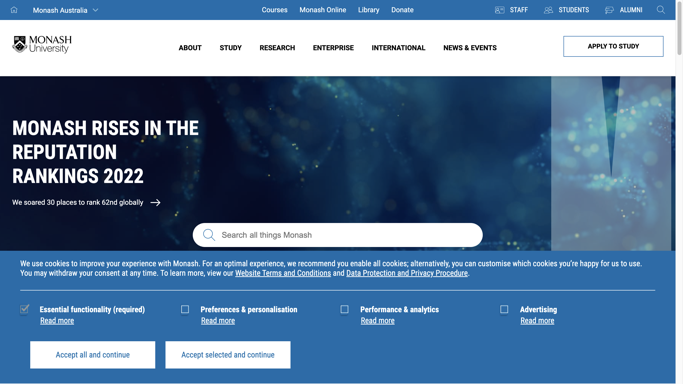 Monash Australia
Courses Monash Online Library Donate
STAFF STUDENTS ALUMNI
MONASH
University
ABOUT STUDY RESEARCH ENTERPRISE INTERNATIONAL NEWS & EVENTS
APPLY TO STUDY
MONASH RISES IN THE
REPUTATION
RANKINGS 2022
We soared 30 places to rank 62nd globally
Search all things Monash
We use cookies to improve your experience with Monash. For an optimal experience, we recommend you enable all cookies; alternatively, you can customise which cookies you're happy for us to use.
You may withdraw your consent at any time. To learn more, view our Website Terms and Conditions and Data Protection and Privacy Procedure.
Essential functionality (required) Preferences & personalisation Performance & analytics Advertising
Read more Read more Read more Read more
Accept all and continue Accept selected and continue